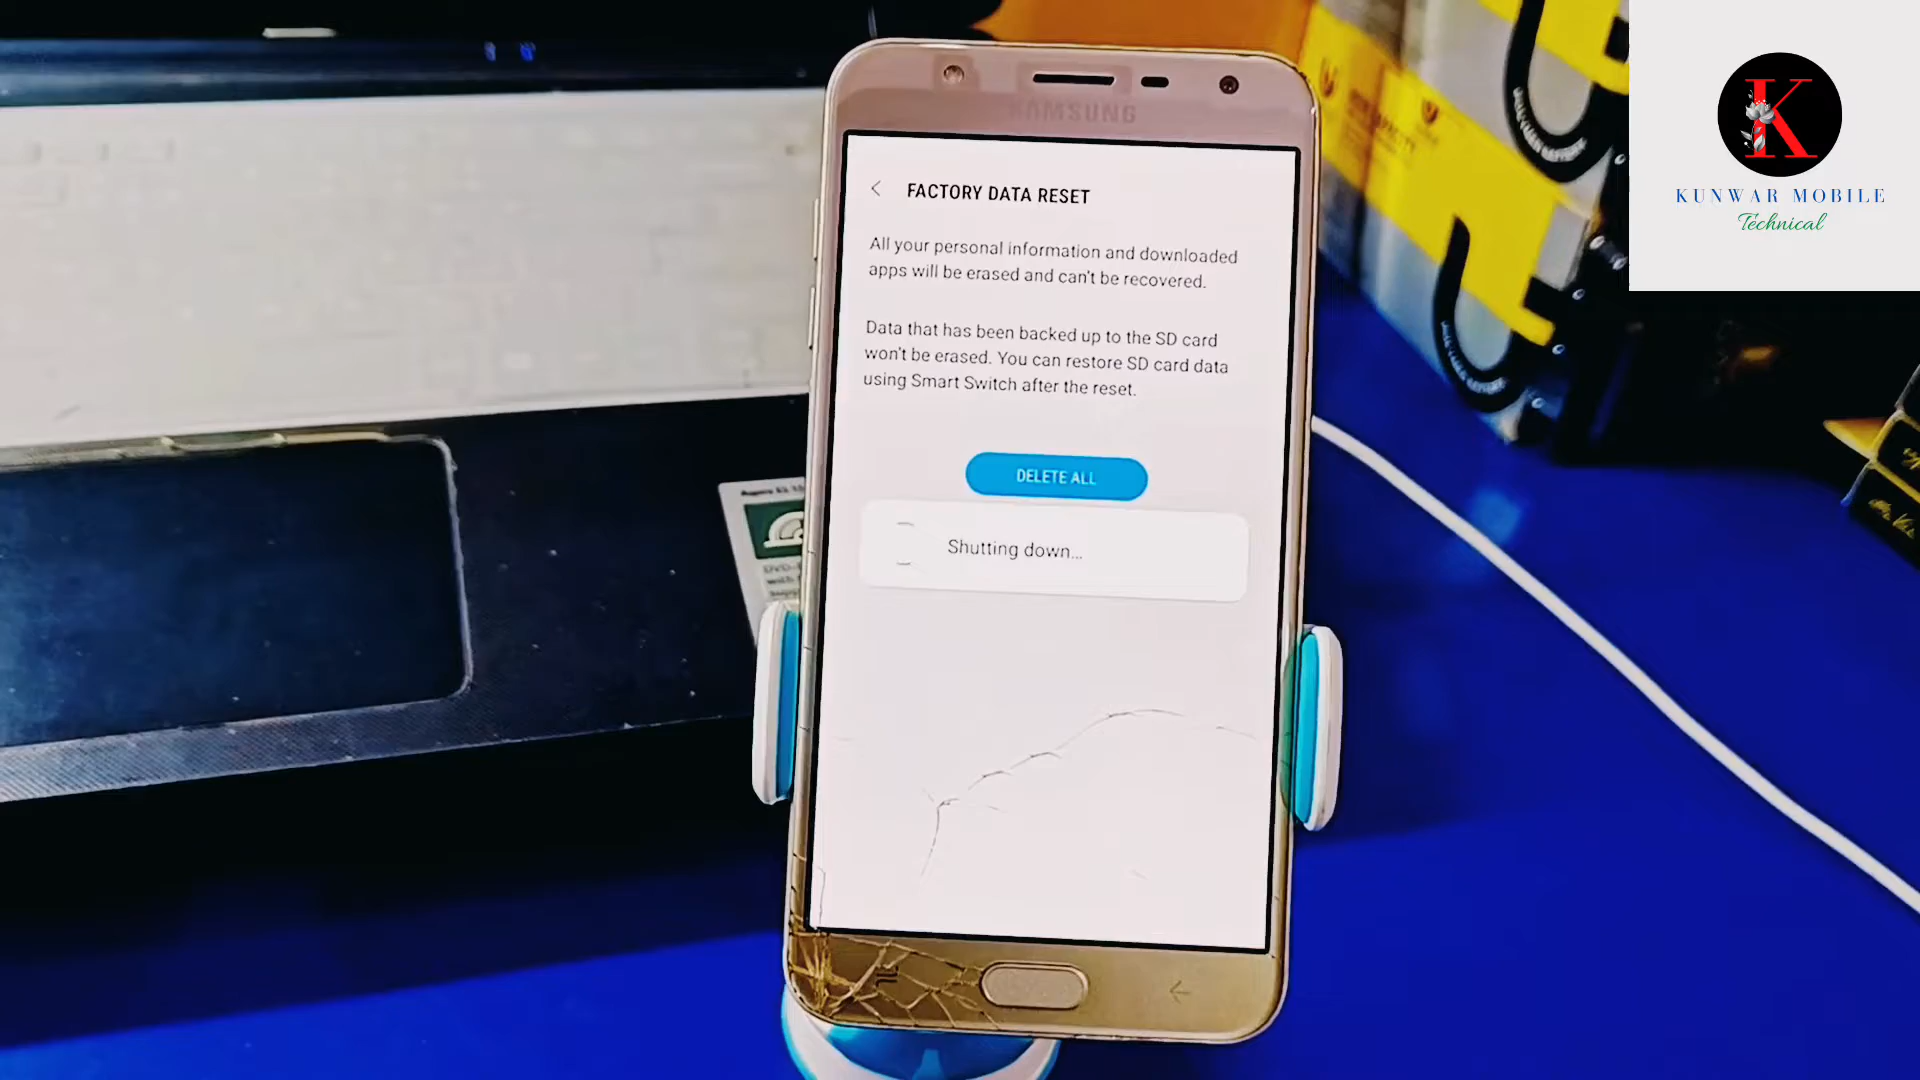 SAMSUNG
FACTORY DATA RESET
All your personal information and downloaded
apps will be erased and can't be recovered.
Data that has been backed up to the SD card
won't be erased. You can restore SD card data
using Smart Switch after the reset.
DELETE ALL
Shutting down...
K
KUNWAR MOBILE
Technical